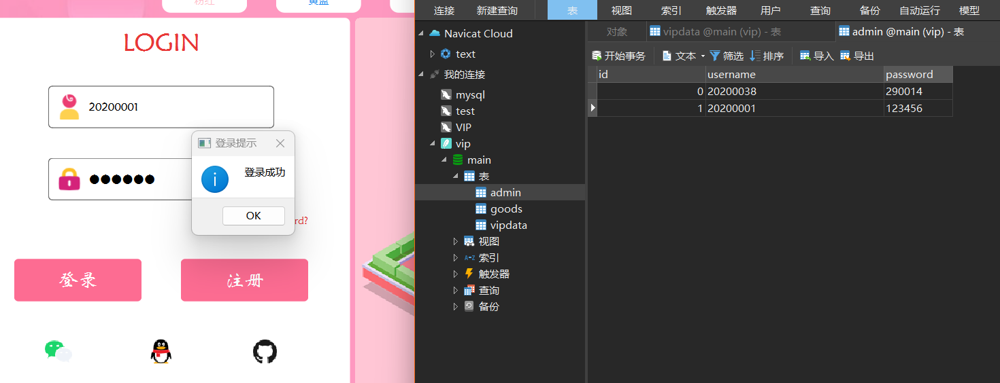 粉红
黄盖
LOGIN
20200001
登录提示
登录成功
OK
rd?
登录
注册
连接 新建查询 表 视图 索引 触发器 用户 查询 备份 自动运行 模型
Navicat Cloud
text
我的连接
mysql
test
VIP
vip
main
表
admin
goods
vipdata
视图
A-Z 索引
触发器
查询
备份
对象 vipdata @main (vip) - 表 admin @main (vip) - 表
开始事务 文本 筛选 排序 导入 导出
id username password
0 20200038 290014
1 20200001 123456